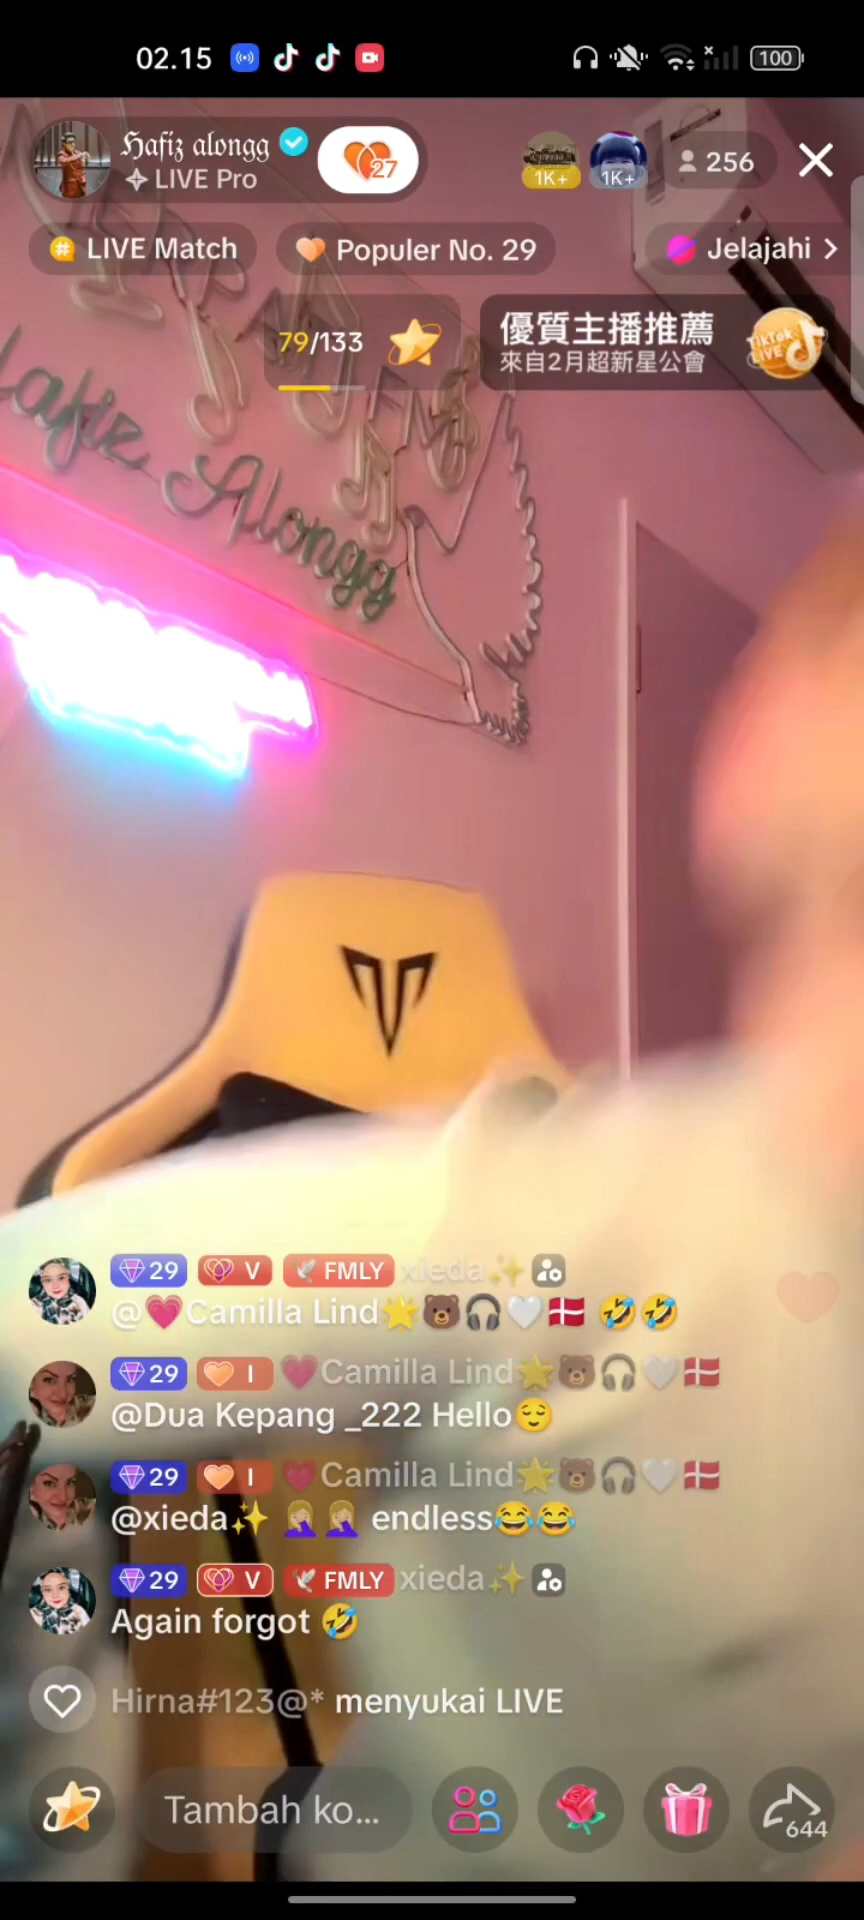 02.15
100
Hafiz alongg
27
LIVE Pro
1K+
1K+
256
LIVE Match
Populer No. 29
Jelajahi >
79/133
優質主播推薦
來自2月超新星公會
TikTok LIVE
Alongg
29 V FMLY xieda✨
@💗Camilla Lind🌟🐻🎧🤍🇩🇰 🤣🤣
29 I 💗Camilla Lind🌟🐻🎧🤍🇩🇰
@Dua Kepang _222 Hello😌
29 I 💗Camilla Lind🌟🐻🎧🤍🇩🇰
@xieda✨ 🤦🏼‍♀️🤦🏼‍♀️ endless😂😂
29 V FMLY xieda✨
Again forgot 🤣
Hirna#123@* menyukai LIVE
Tambah ko...
644